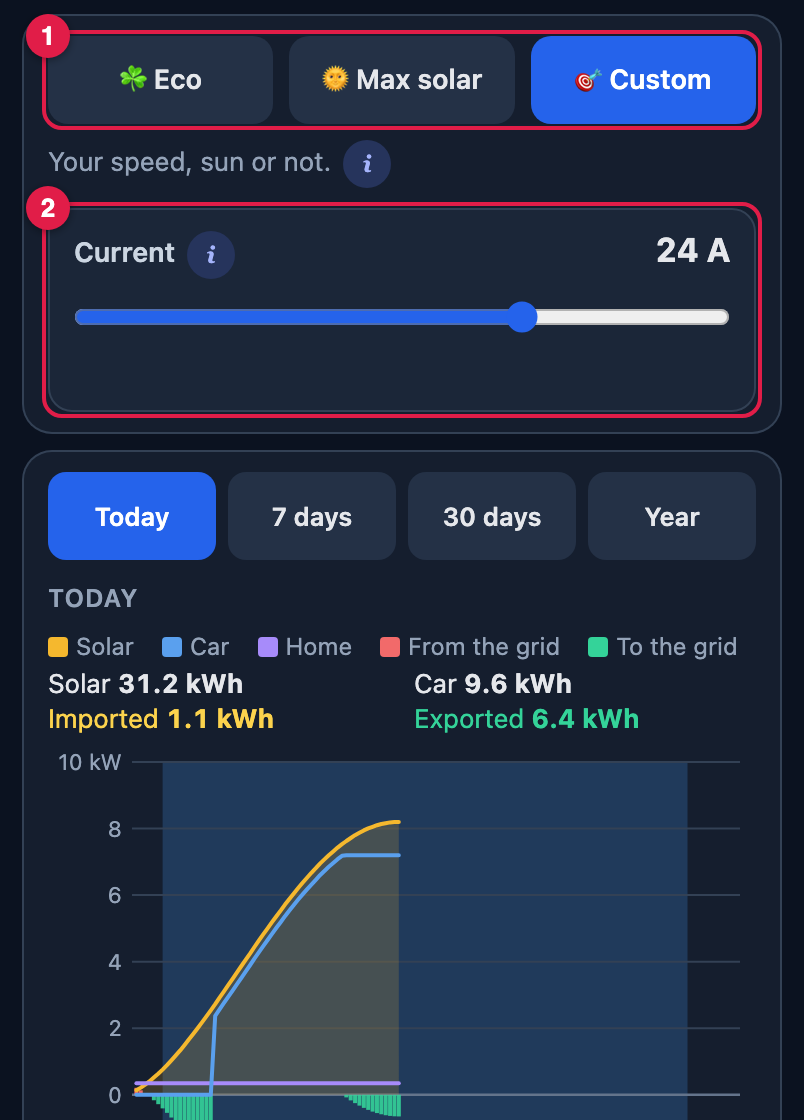 1
Eco
Max solar
Custom
Your speed, sun or not. i
2
Current i
24 A
Today
7 days
30 days
Year
TODAY
Solar
Car
Home
From the grid
To the grid
Solar 31.2 kWh
Car 9.6 kWh
Imported 1.1 kWh
Exported 6.4 kWh
10 kW
8
6
4
2
0